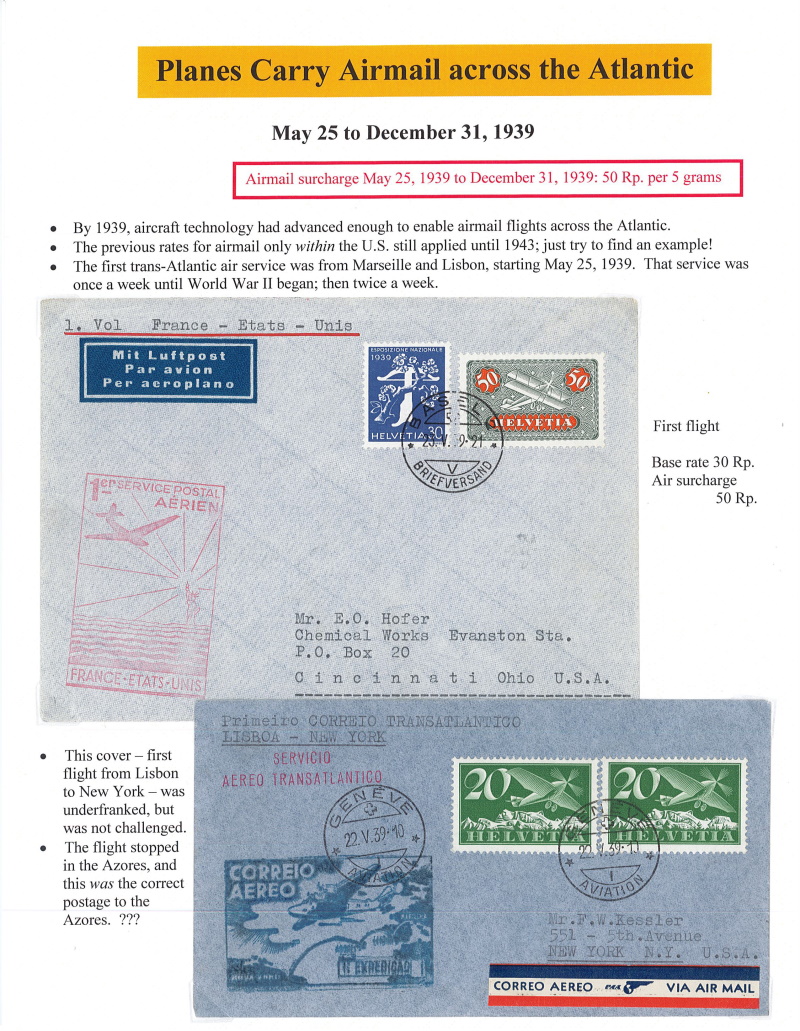 Planes Carry Airmail across the Atlantic
May 25 to December 31, 1939
Airmail surcharge May 25, 1939 to December 31, 1939: 50 Rp. per 5 grams
• By 1939, aircraft technology had advanced enough to enable airmail flights across the Atlantic.
• The previous rates for airmail only within the U.S. still applied until 1943; just try to find an example!
• The first trans-Atlantic air service was from Marseille and Lisbon, starting May 25, 1939. That service was
once a week until World War II began; then twice a week.
1. Vol France - Etats - Unis
Mit Luftpost
Par avion
Per aeroplano
ESPOSIZIONE NAZIONALE
1939
HELVETIA 30
50 50
HELVETIA
BASEL
BRIEFVERSAND
V
First flight
Base rate 30 Rp.
Air surcharge
50 Rp.
1er SERVICE POSTAL
AÉRIEN
FRANCE-ETATS-UNIS
Mr. E.O. Hofer
Chemical Works Evanston Sta.
P.O. Box 20
Cincinnati Ohio U.S.A.
• This cover – first
flight from Lisbon
to New York – was
underfranked, but
was not challenged.
• The flight stopped
in the Azores, and
this was the correct
postage to the
Azores. ???
Primeiro CORREIO TRANSATLANTICO
LISBOA - NEW YORK
SERVICIO
AEREO TRANSATLANTICO
GENÈVE
22.V.39·10
AVIATION
20
HELVETIA
20
HELVETIA
GENÈVE
22.V.39
1
AVIATION
CORREIO
AEREO
Mr.F.W.Kessler
551 - 5th.Avenue
NEW YORK N.Y. U.S.A.
CORREO AEREO PAA VIA AIR MAIL